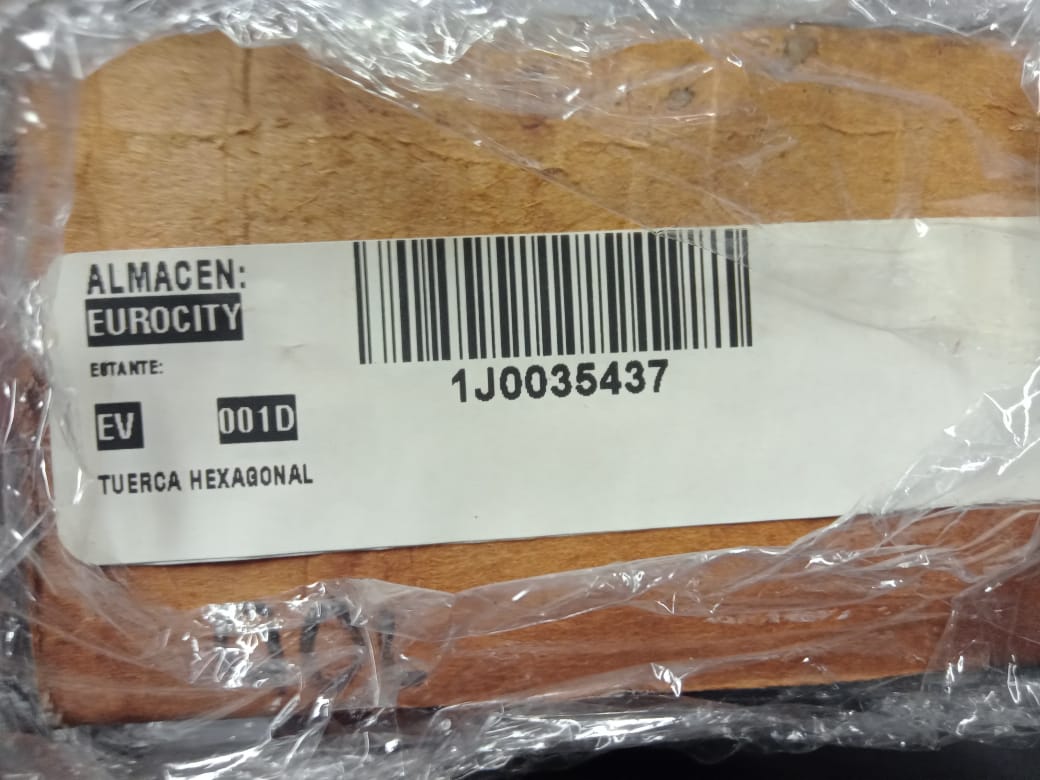 ALMACEN:
EUROCITY
ESTANTE:
EV 001D
TUERCA HEXAGONAL
1J0035437